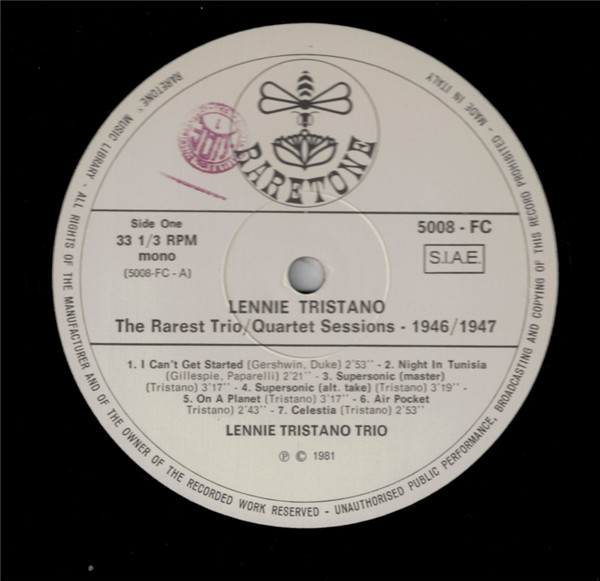 RARETONE - MUSIC LIBRARY - ALL RIGHTS OF THE MANUFACTURER AND OF THE OWNER OF THE RECORDED WORK RESERVED - UNAUTHORISED PUBLIC PERFORMANCE, BROADCASTING AND COPYING OF THIS RECORD PROHIBITED - MADE IN ITALY
RARETONE
Side One
33 1/3 RPM
mono
(5008-FC - A)
5008 - FC
S.I.A.E.
LENNIE TRISTANO
The Rarest Trio/Quartet Sessions - 1946/1947
1. I Can't Get Started (Gershwin, Duke) 2'53'' - 2. Night In Tunisia
(Gillespie, Paparelli) 2'21'' - 3. Supersonic (master)
(Tristano) 3'17'' - 4. Supersonic (alt. take) (Tristano) 3'19'' -
5. On A Planet (Tristano) 3'17'' - 6. Air Pocket
Tristano) 2'43'' - 7. Celestia (Tristano) 2'53''
LENNIE TRISTANO TRIO
℗ © 1981